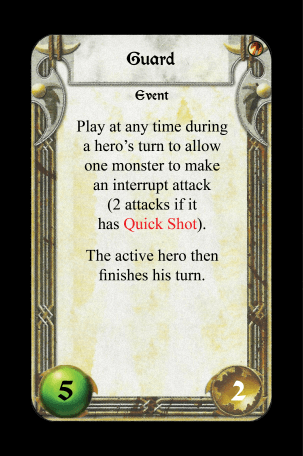 Guard
Event
Play at any time during
a hero's turn to allow
one monster to make
an interrupt attack
(2 attacks if it
has Quick Shot).
The active hero then
finishes his turn.
5
2